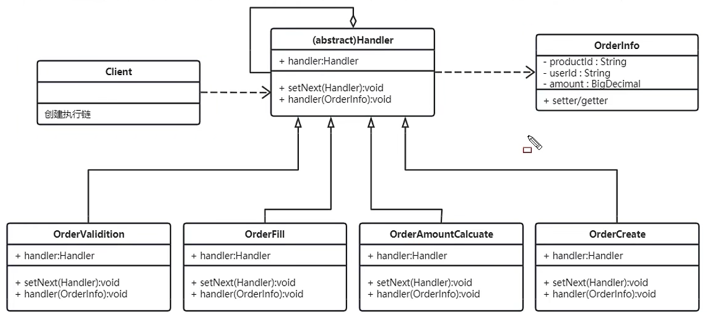 (abstract)Handler
+ handler:Handler
+ setNext(Handler):void
+ handler(OrderInfo):void
OrderInfo
- productId : String
- userId : String
- amount : BigDecimal
+ setter/getter
Client
创建执行链
OrderValidition
+ handler:Handler
+ setNext(Handler):void
+ handler(OrderInfo):void
OrderFill
+ handler:Handler
+ setNext(Handler):void
+ handler(OrderInfo):void
OrderAmountCalcuate
+ handler:Handler
+ setNext(Handler):void
+ handler(OrderInfo):void
OrderCreate
+ handler:Handler
+ setNext(Handler):void
+ handler(OrderInfo):void